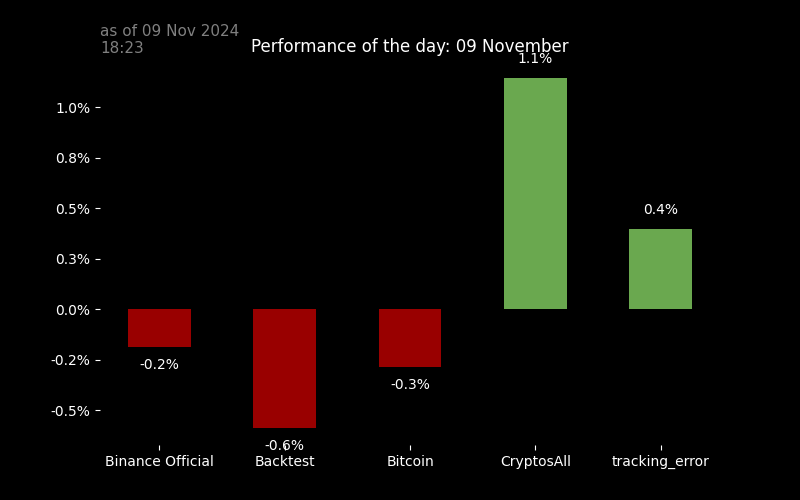 as of 09 Nov 2024
18:23
Performance of the day: 09 November
1.1%
1.0%
0.8%
0.5%
0.4%
0.3%
0.0%
-0.2%
-0.2%
-0.3%
-0.5%
-0.6%
Binance Official
Backtest
Bitcoin
CryptosAll
tracking_error